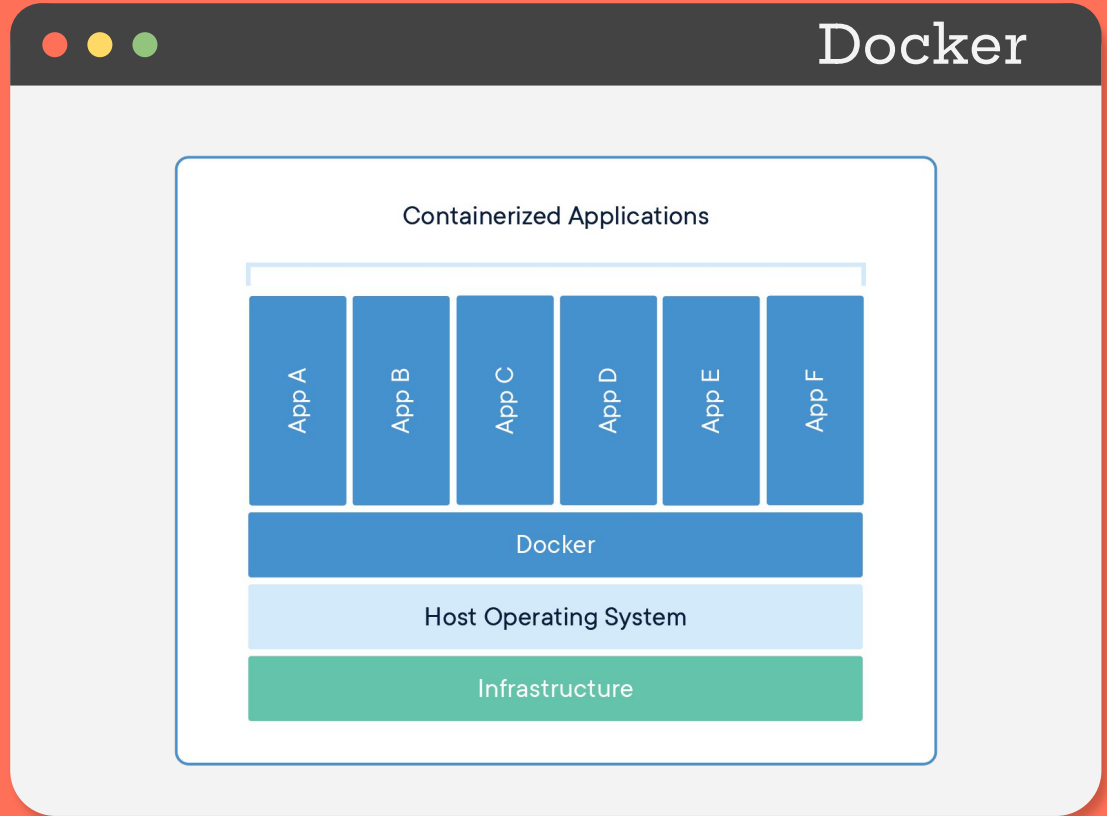 Docker
Containerized Applications
App A
App B
App C
App D
App E
App F
Docker
Host Operating System
Infrastructure